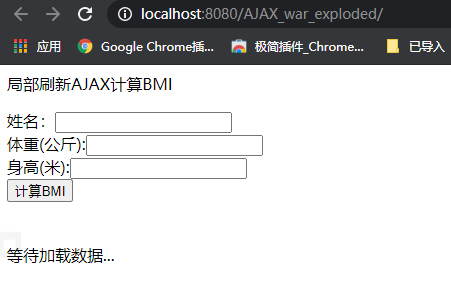 localhost:8080/AJAX_war_exploded/
应用 Google Chrome插... 极简插件_Chrome... 已导入
局部刷新AJAX计算BMI
姓名：
体重(公斤):
身高(米):
计算BMI
等待加载数据...